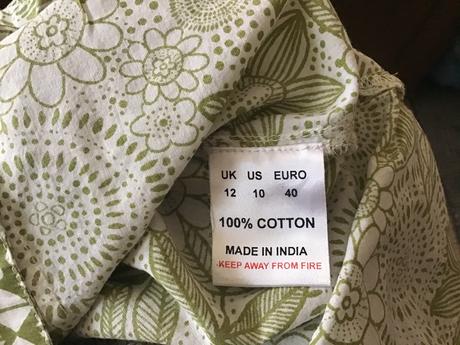 UK US EURO
12 10 40
100% COTTON
MADE IN INDIA
KEEP AWAY FROM FIRE